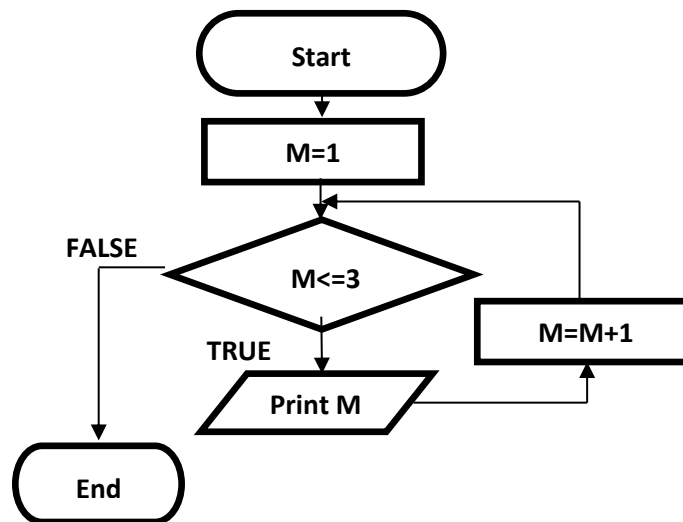 Start
M=1
FALSE
M<=3
M=M+1
TRUE
Print M
End